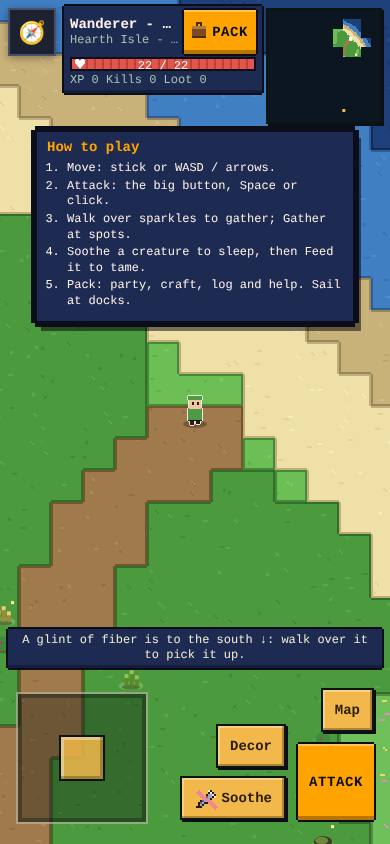 Wanderer - …
Hearth Isle - …
PACK
22 / 22
XP 0 Kills 0 Loot 0
How to play
1. Move: stick or WASD / arrows.
2. Attack: the big button, Space or
click.
3. Walk over sparkles to gather; Gather
at spots.
4. Soothe a creature to sleep, then Feed
it to tame.
5. Pack: party, craft, log and help. Sail
at docks.
A glint of fiber is to the south ↓: walk over it
to pick it up.
Map
Decor
ATTACK
Soothe